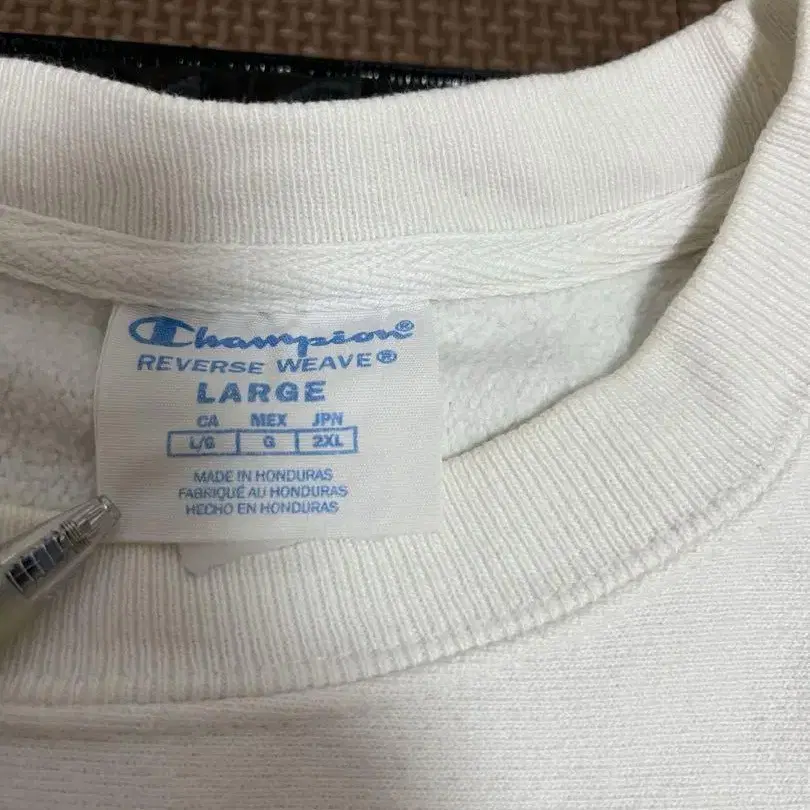 Champion®
REVERSE WEAVE®
LARGE
CA MEX JPN
L/G G 2XL
MADE IN HONDURAS
FABRIQUÉ AU HONDURAS
HECHO EN HONDURAS